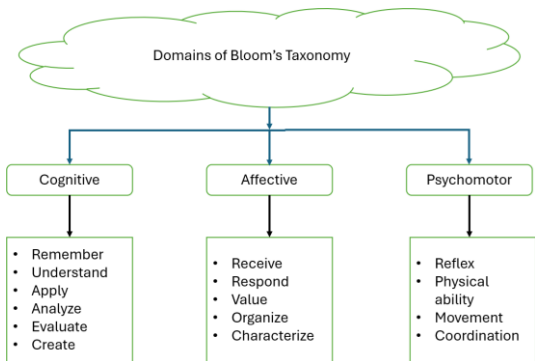 Domains of Bloom's Taxonomy
Cognitive
Affective
Psychomotor
• Remember
• Understand
• Apply
• Analyze
• Evaluate
• Create
• Receive
• Respond
• Value
• Organize
• Characterize
• Reflex
• Physical
ability
• Movement
• Coordination